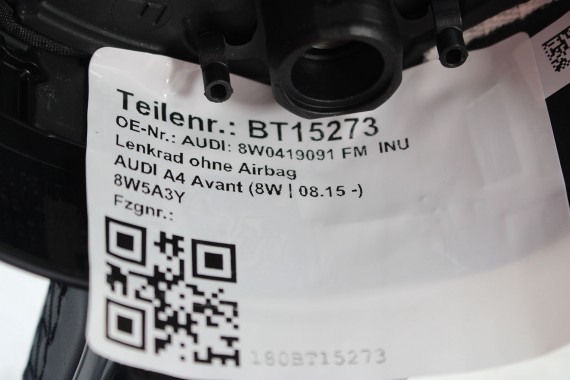 Teilenr.: BT15273
OE-Nr.: AUDI: 8W0419091 FM INU
Lenkrad ohne Airbag
AUDI A4 Avant (8W | 08.15 -)
8W5A3Y
Fzgnr.:
180BT15273